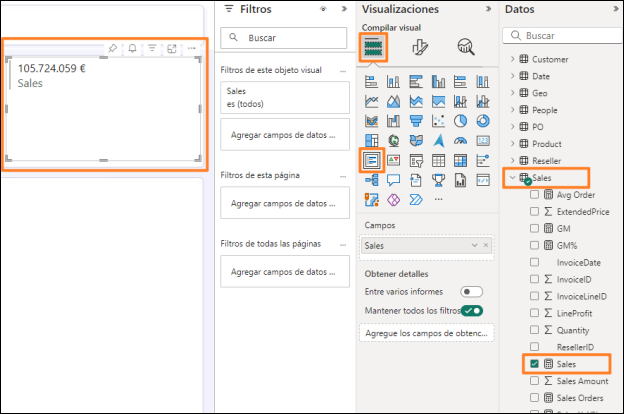 105.724.059 €
Sales
Filtros
Buscar
Filtros de este objeto visual
...
Sales
es (todos)
Agregar campos de datos ...
Filtros de esta página
...
Agregar campos de datos ...
Filtros de todas las páginas
...
Agregar campos de datos ...
Visualizaciones
Compilar visual
Campos
Sales
Obtener detalles
Entre varios informes
Mantener todos los filtros
Agregue los campos de obtenc...
Datos
Buscar
Customer
Date
Geo
People
PO
Product
Reseller
Sales
Avg Order
ExtendedPrice
GM
GM%
InvoiceDate
InvoiceID
InvoiceLineID
LineProfit
Quantity
ResellerID
Sales
Sales Amount
Sales Orders